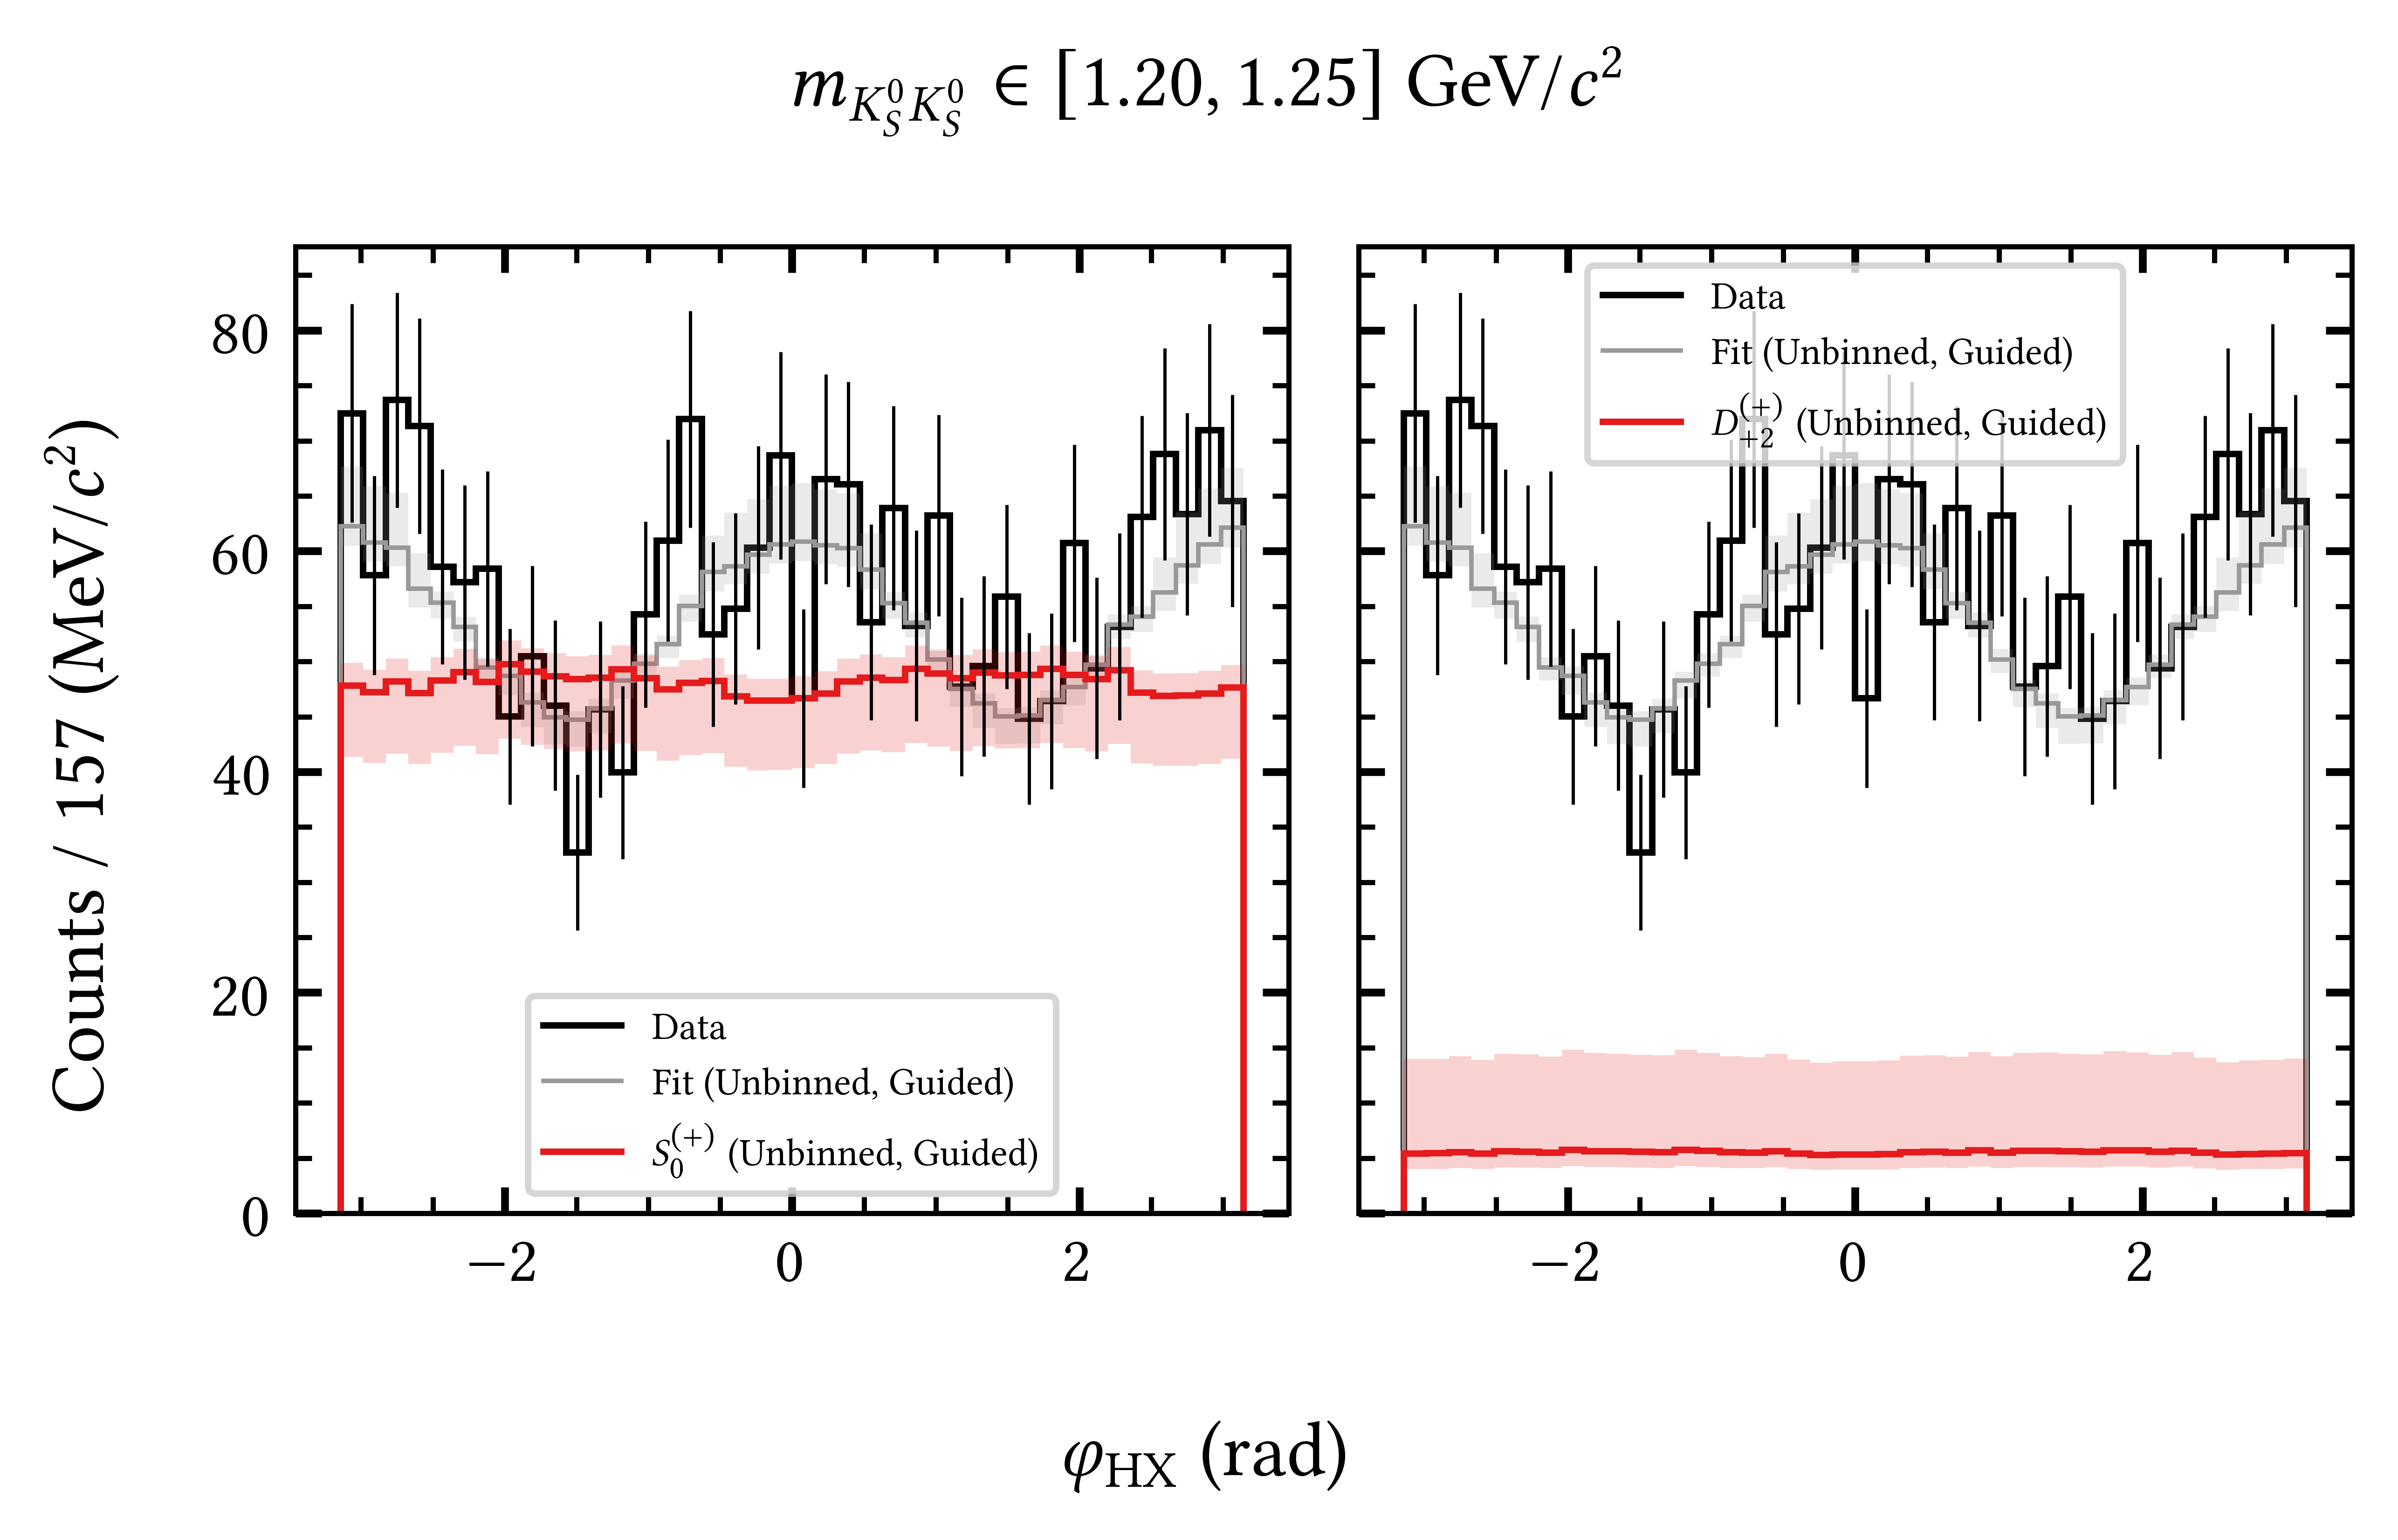 m_{K_S^0 K_S^0} ∈ [1.20, 1.25] GeV/c²
Counts / 157 (MeV/c²)
80
60
40
20
0
−2
0
2
Data
Fit (Unbinned, Guided)
S_0^{(+)} (Unbinned, Guided)
Data
Fit (Unbinned, Guided)
D_{+2}^{(+)} (Unbinned, Guided)
−2
0
2
φ_{HX} (rad)